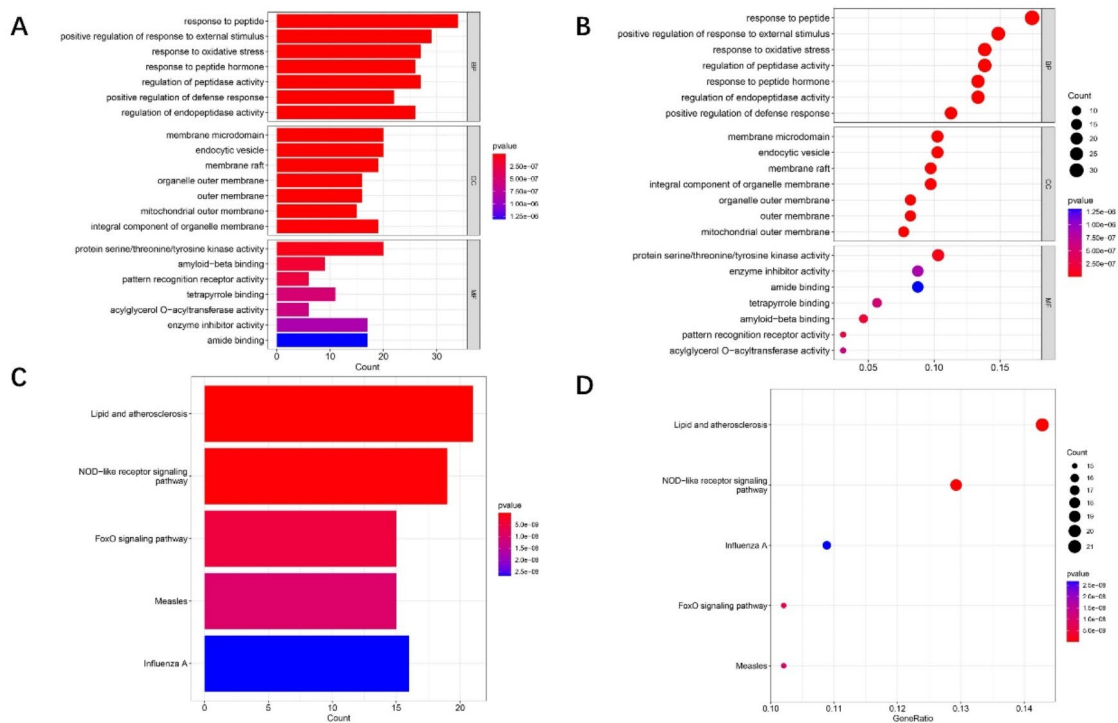 A
response to peptide
positive regulation of response to external stimulus
response to oxidative stress
response to peptide hormone
regulation of peptidase activity
positive regulation of defense response
regulation of endopeptidase activity
BP
membrane microdomain
endocytic vesicle
membrane raft
organelle outer membrane
outer membrane
mitochondrial outer membrane
integral component of organelle membrane
CC
protein serine/threonine/tyrosine kinase activity
amyloid−beta binding
pattern recognition receptor activity
tetrapyrrole binding
acylglycerol O−acyltransferase activity
enzyme inhibitor activity
amide binding
MF
0 10 20 30
Count
pvalue
2.50e−07
5.00e−07
7.50e−07
1.00e−06
1.25e−06
B
response to peptide
positive regulation of response to external stimulus
response to oxidative stress
regulation of peptidase activity
response to peptide hormone
regulation of endopeptidase activity
positive regulation of defense response
BP
membrane microdomain
endocytic vesicle
membrane raft
integral component of organelle membrane
organelle outer membrane
outer membrane
mitochondrial outer membrane
CC
protein serine/threonine/tyrosine kinase activity
enzyme inhibitor activity
amide binding
tetrapyrrole binding
amyloid−beta binding
pattern recognition receptor activity
acylglycerol O−acyltransferase activity
MF
0.05 0.10 0.15
Count
10
15
20
25
30
pvalue
1.25e−06
1.00e−06
7.50e−07
5.00e−07
2.50e−07
C
Lipid and atherosclerosis
NOD−like receptor signaling
pathway
FoxO signaling pathway
Measles
Influenza A
0 5 10 15 20
Count
pvalue
5.0e−09
1.0e−08
1.5e−08
2.0e−08
2.5e−08
D
Lipid and atherosclerosis
NOD−like receptor signaling
pathway
Influenza A
FoxO signaling pathway
Measles
0.10 0.11 0.12 0.13 0.14
GeneRatio
Count
15
16
17
18
19
20
21
pvalue
2.5e−08
2.0e−08
1.5e−08
1.0e−08
5.0e−09